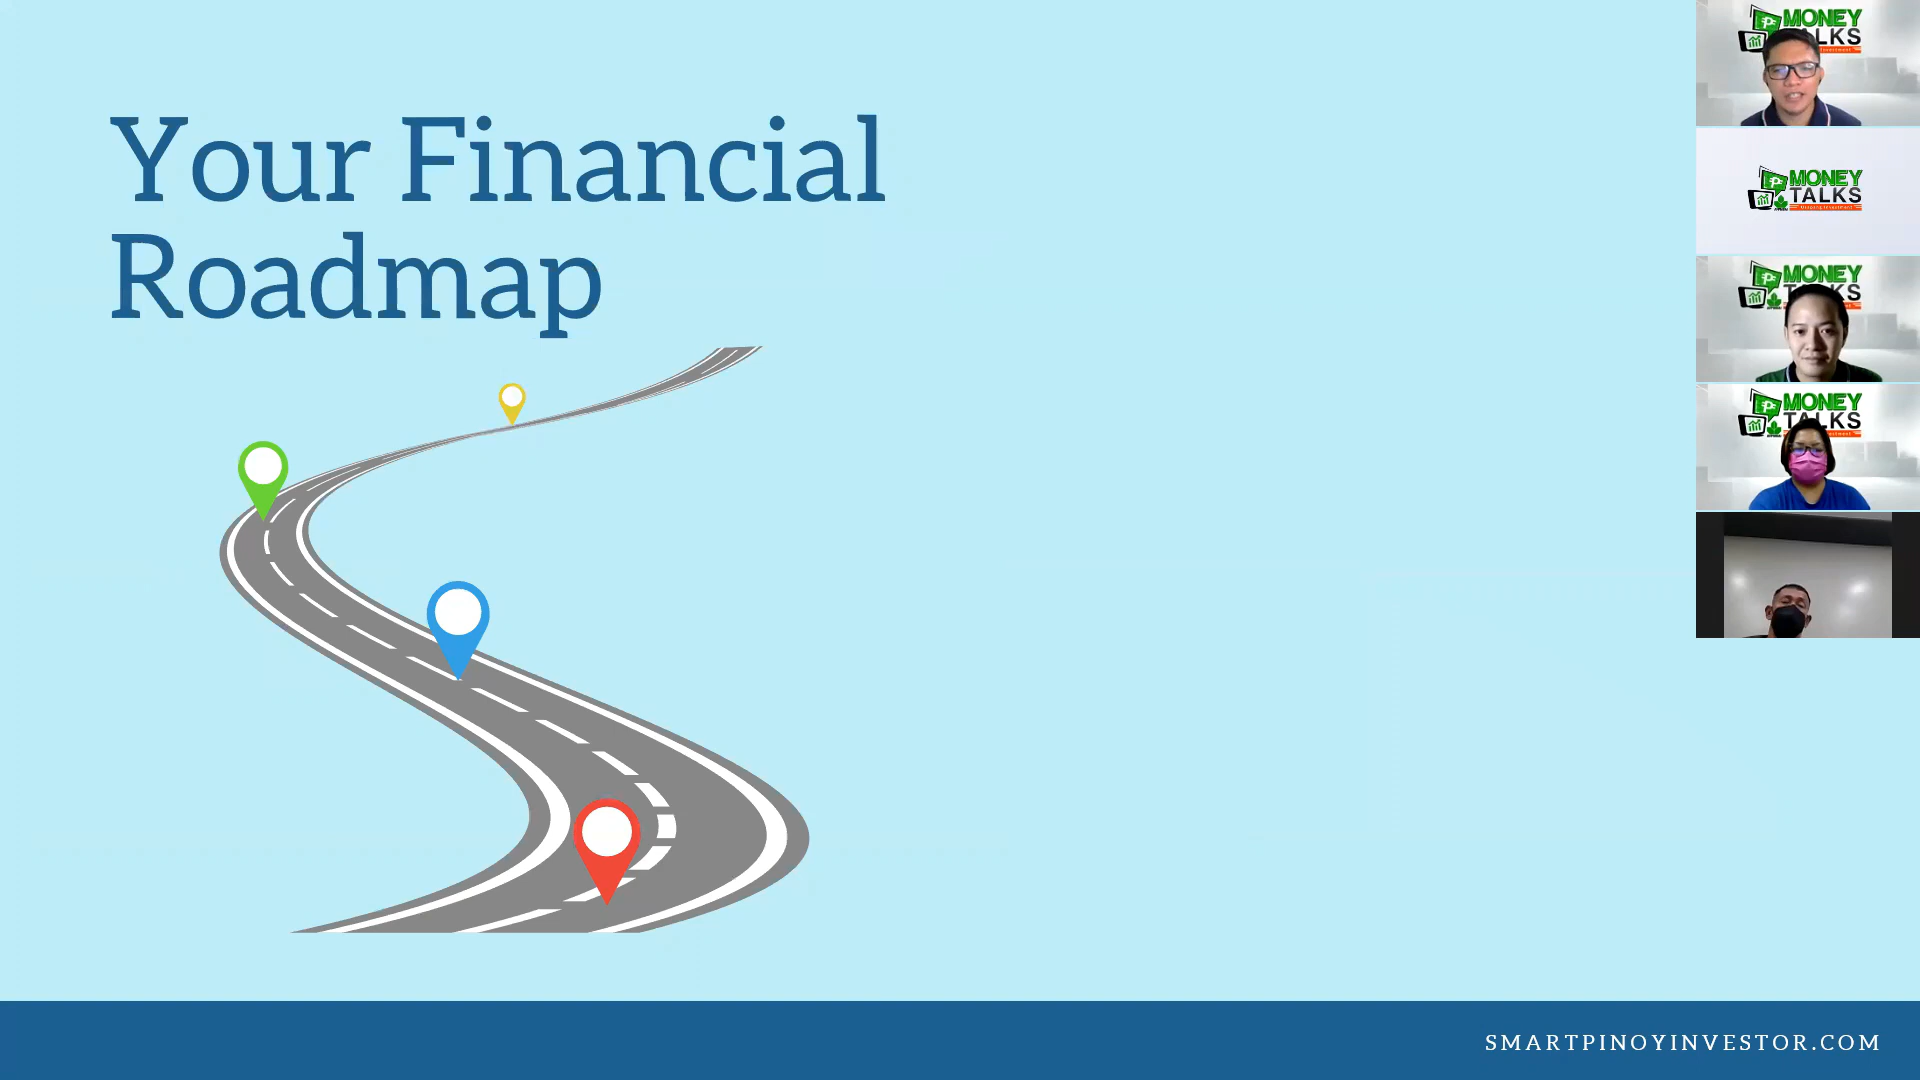 Your Financial
Roadmap
MONEY
TALKS
MONEY
TALKS
MONEY
TALKS
MONEY
TALKS
SMARTPINOYINVESTOR.COM